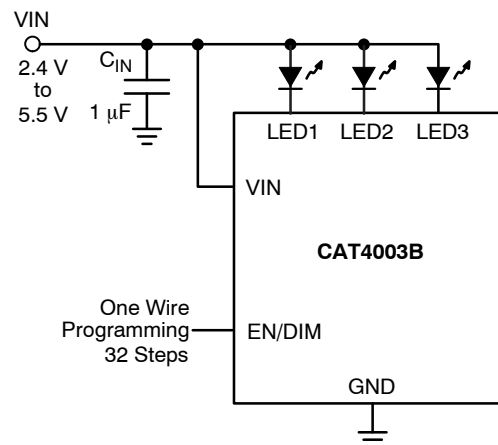 VIN
2.4 V
to
5.5 V
C_IN
1 μF
LED1
LED2
LED3
VIN
CAT4003B
One Wire
Programming
32 Steps
EN/DIM
GND